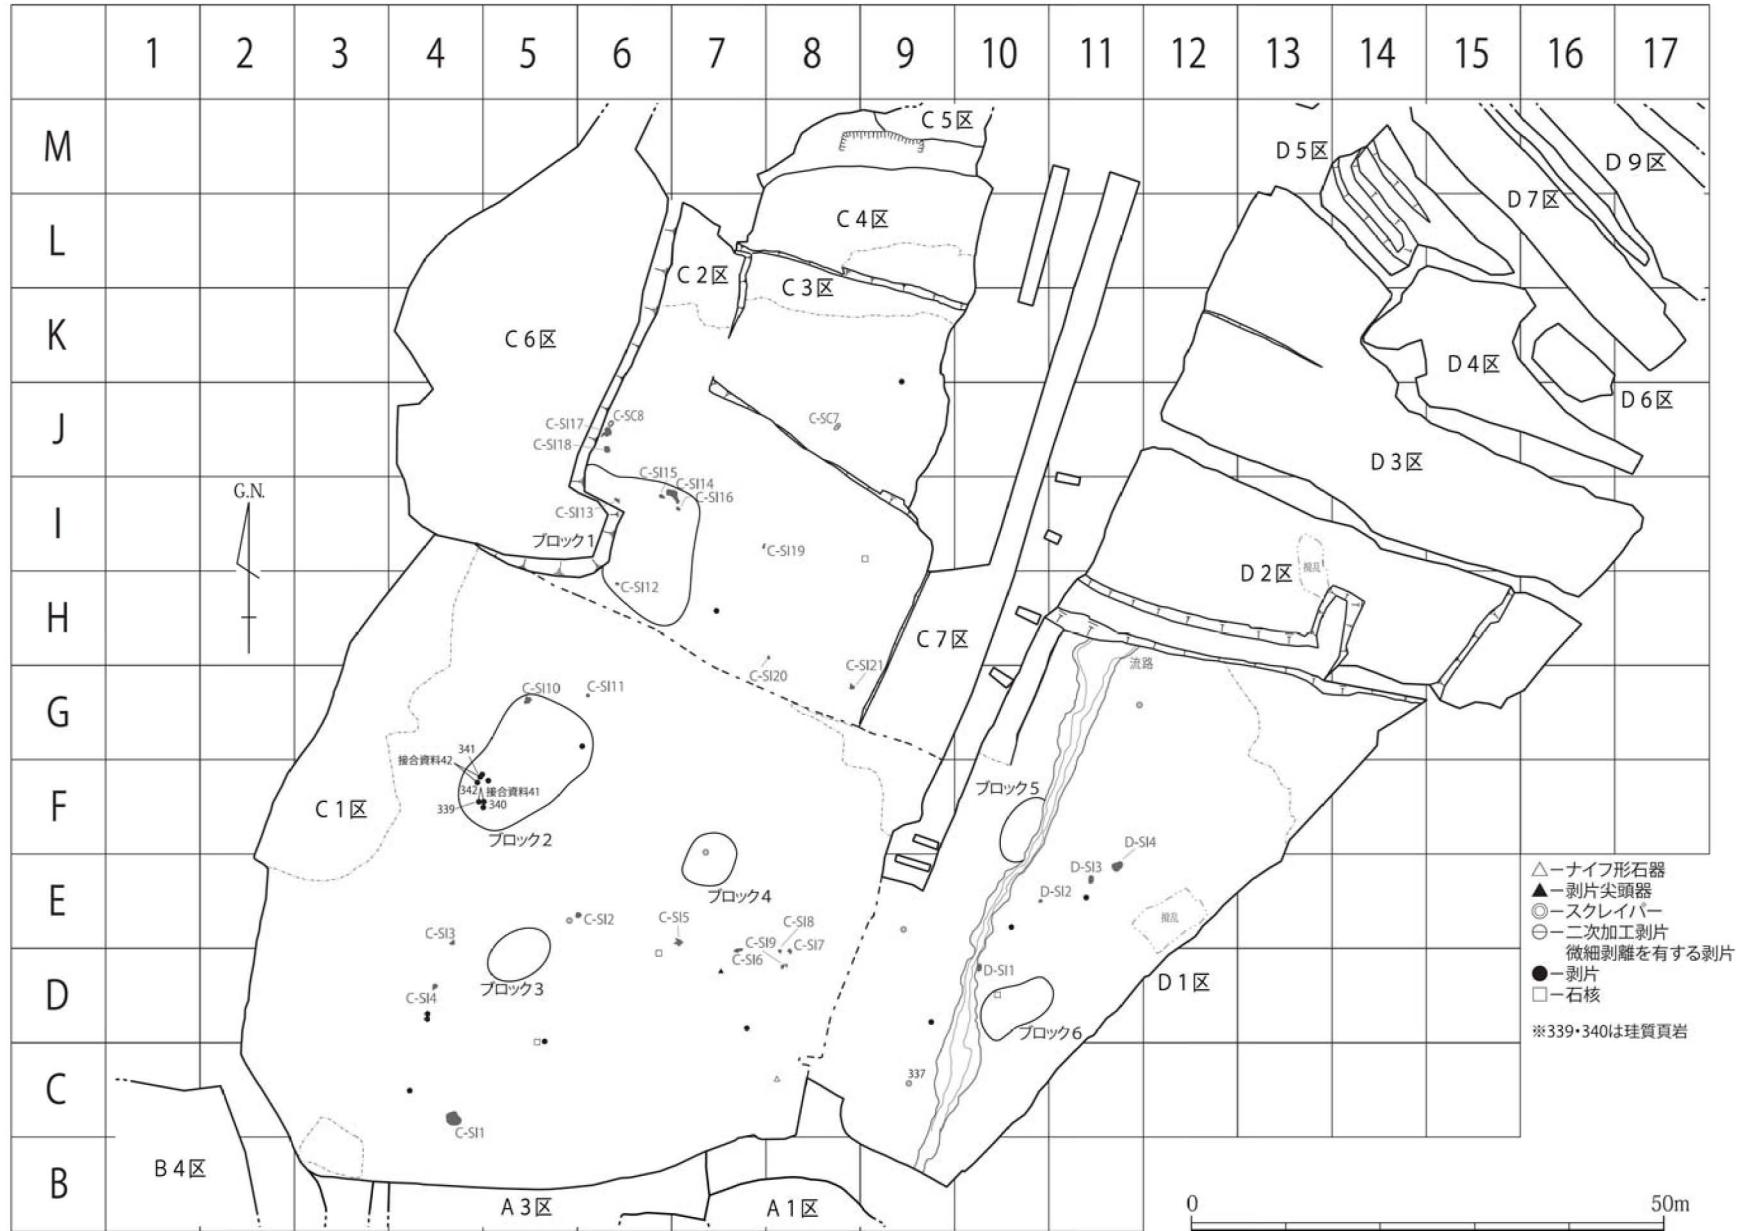 1 2 3 4 5 6 7 8 9 10 11 12 13 14 15 16 17
M
C5区
D5区
D9区
D7区
L
C4区
C2区
C3区
K
C6区
D4区
D6区
J
C-SC8
C-SI17
C-SI18
C-SC7
D3区
G.N.
I
C-SI15
C-SI14
C-SI16
C-SI13
ブロック1
C-SI19
D2区
撹乱
H
C-SI12
C7区
流路
C-SI20
C-SI21
G
C-SI10
C-SI11
341
接合資料42
342
接合資料41
339
340
F
C1区
ブロック2
ブロック5
ブロック4
D-SI4
D-SI3
D-SI2
撹乱
E
C-SI2
C-SI3
C-SI5
C-SI8
C-SI9
C-SI7
C-SI6
D-SI1
D
ブロック3
C-SI4
D1区
ブロック6
C
337
C-SI1
B
B4区
A3区
A1区
△ーナイフ形石器
▲ー剥片尖頭器
◎ースクレイパー
⊖ー二次加工剥片
微細剥離を有する剥片
●ー剥片
□ー石核
※339・340は珪質頁岩
0 50m